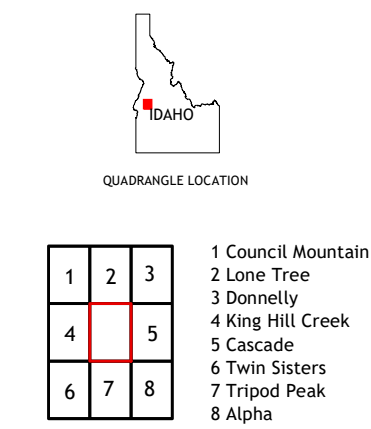 IDAHO
QUADRANGLE LOCATION
1 2 3
4 5
6 7 8
1 Council Mountain
2 Lone Tree
3 Donnelly
4 King Hill Creek
5 Cascade
6 Twin Sisters
7 Tripod Peak
8 Alpha